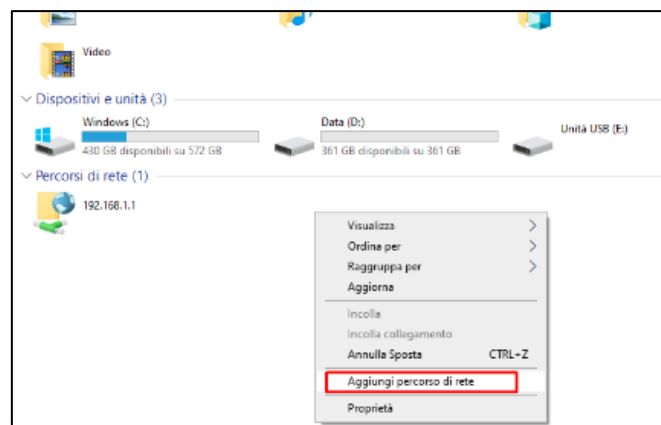 Video
Dispositivi e unità (3)
Windows (C:)
430 GB disponibili su 572 GB
Data (D:)
361 GB disponibili su 361 GB
Unità USB (E:)
Percorsi di rete (1)
192.168.1.1
Visualizza
Ordina per
Raggruppa per
Aggiorna
Incolla
Incolla collegamento
Annulla Sposta CTRL+Z
Aggiungi percorso di rete
Proprietà